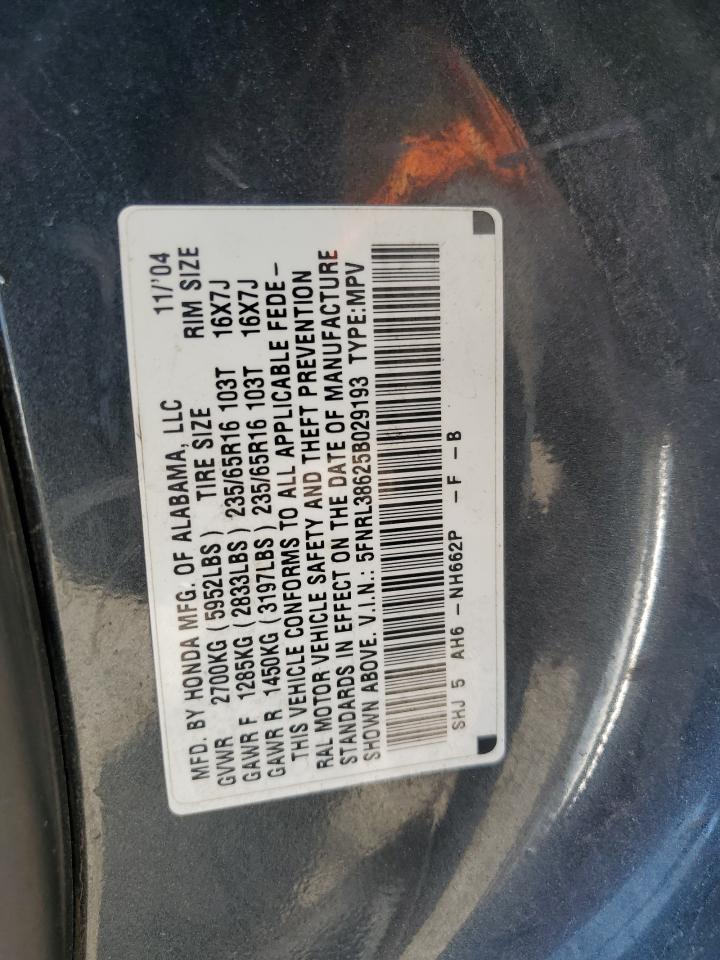 MFD. BY HONDA MFG. OF ALABAMA, LLC 11/'04
GVWR 2700KG (5952LBS) TIRE SIZE RIM SIZE
GAWR F 1285KG (2833LBS) 235/65R16 103T 16X7J
GAWR R 1450KG (3197LBS) 235/65R16 103T 16X7J
THIS VEHICLE CONFORMS TO ALL APPLICABLE FEDE-
RAL MOTOR VEHICLE SAFETY AND THEFT PREVENTION
STANDARDS IN EFFECT ON THE DATE OF MANUFACTURE
SHOWN ABOVE. V.I.N.: 5FNRL38625B029193 TYPE:MPV
SHJ 5 AH6 -NH662P -F -B